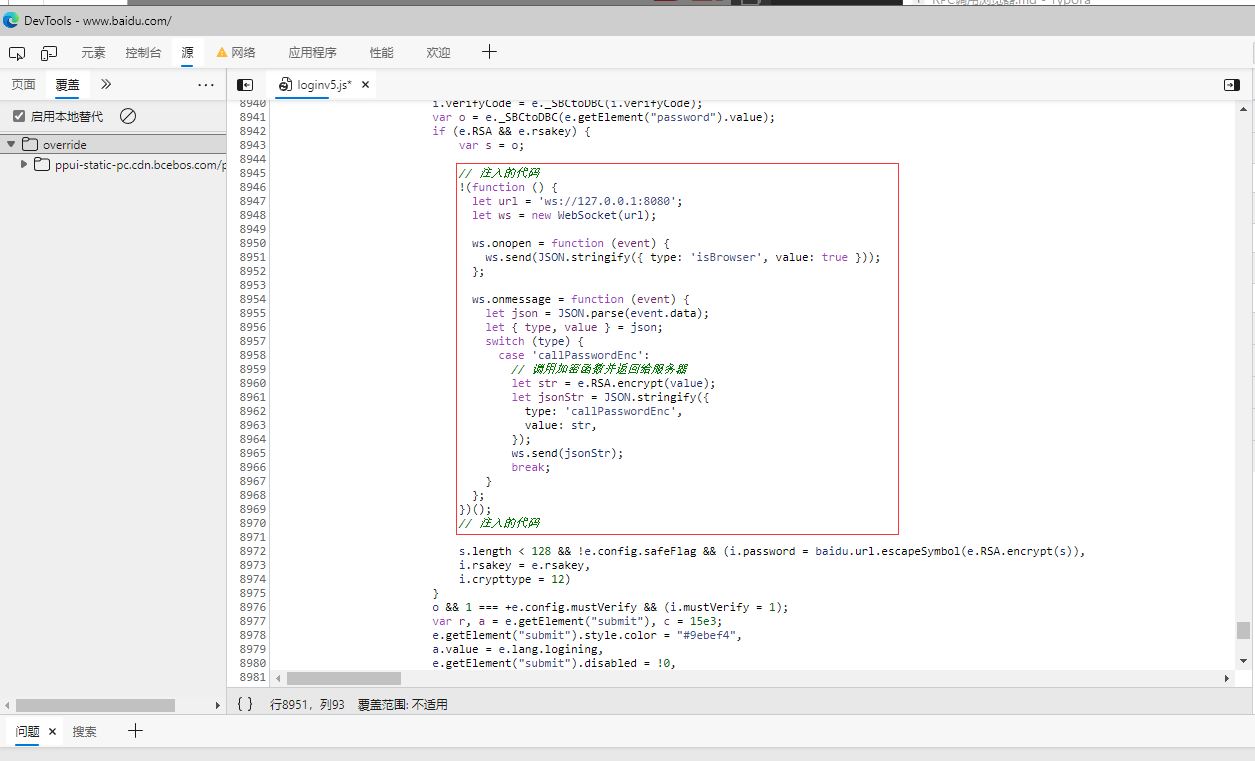 RPC调用浏览器.md - Typora
DevTools - www.baidu.com/
元素 控制台 源 网络 应用程序 性能 欢迎
页面 覆盖 loginv5.js*
启用本地替代
override
ppui-static-pc.cdn.bcebos.com/p
8940 i.verifyCode = e._SBCtoDBC(i.verifyCode);
8941 var o = e._SBCtoDBC(e.getElement("password").value);
8942 if (e.RSA && e.rsakey) {
8943 var s = o;
8944
8945 // 注入的代码
8946 !(function () {
8947 let url = 'ws://127.0.0.1:8080';
8948 let ws = new WebSocket(url);
8949
8950 ws.onopen = function (event) {
8951 ws.send(JSON.stringify({ type: 'isBrowser', value: true }));
8952 };
8953
8954 ws.onmessage = function (event) {
8955 let json = JSON.parse(event.data);
8956 let { type, value } = json;
8957 switch (type) {
8958 case 'callPasswordEnc':
8959 // 调用加密函数并返回给服务器
8960 let str = e.RSA.encrypt(value);
8961 let jsonStr = JSON.stringify({
8962 type: 'callPasswordEnc',
8963 value: str,
8964 });
8965 ws.send(jsonStr);
8966 break;
8967 }
8968 };
8969 })();
8970 // 注入的代码
8971
8972 s.length < 128 && !e.config.safeFlag && (i.password = baidu.url.escapeSymbol(e.RSA.encrypt(s)),
8973 i.rsakey = e.rsakey,
8974 i.crypttype = 12)
8975 }
8976 o && 1 === +e.config.mustVerify && (i.mustVerify = 1);
8977 var r, a = e.getElement("submit"), c = 15e3;
8978 e.getElement("submit").style.color = "#9ebef4",
8979 a.value = e.lang.logining,
8980 e.getElement("submit").disabled = !0,
8981
{ } 行8951，列93 覆盖范围: 不适用
问题 搜索